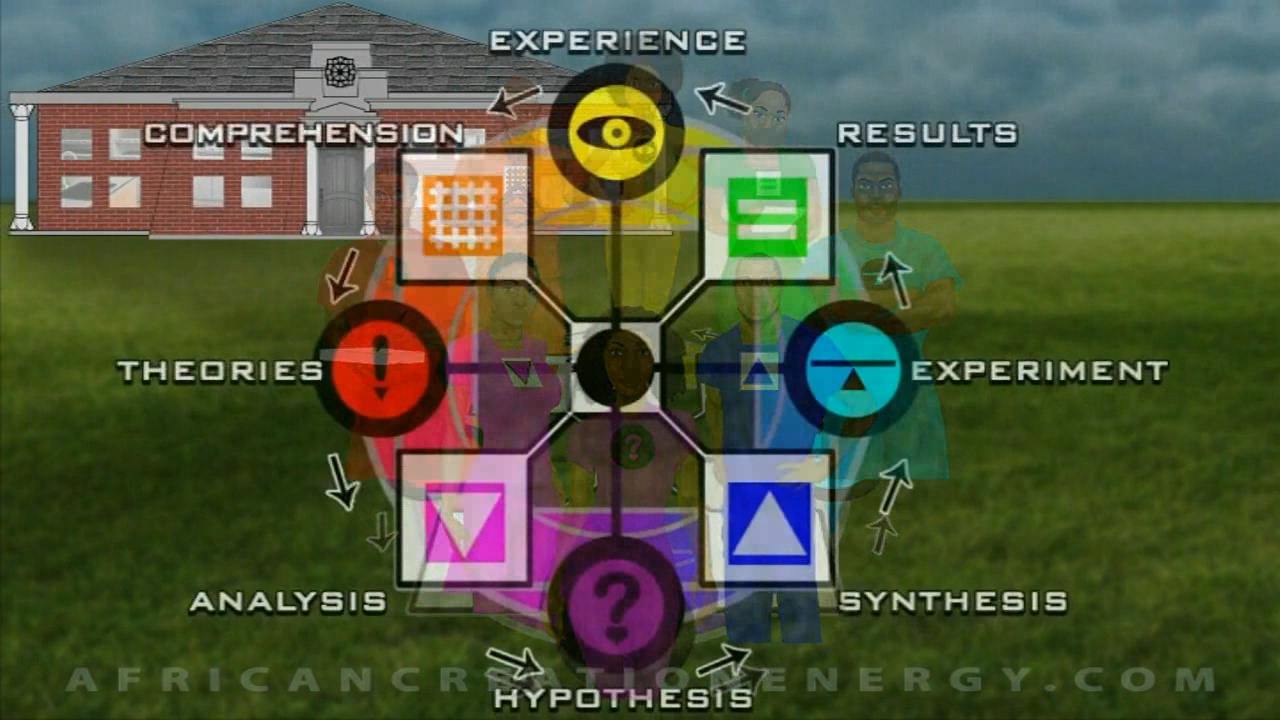 EXPERIENCE
COMPREHENSION
RESULTS
THEORIES
EXPERIMENT
ANALYSIS
SYNTHESIS
HYPOTHESIS
AFRICANCREATIONENERGY.COM